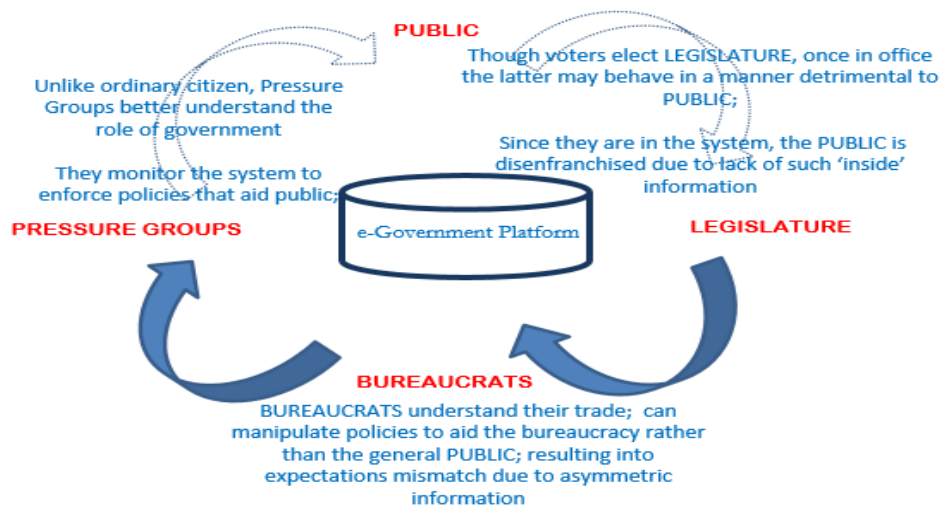 PUBLIC
Though voters elect LEGISLATURE, once in office
the latter may behave in a manner detrimental to
PUBLIC;
Since they are in the system, the PUBLIC is
disenfranchised due to lack of such ‘inside’
information
LEGISLATURE
Unlike ordinary citizen, Pressure
Groups better understand the
role of government
They monitor the system to
enforce policies that aid public;
PRESSURE GROUPS
e-Government Platform
BUREAUCRATS
BUREAUCRATS understand their trade; can
manipulate policies to aid the bureaucracy rather
than the general PUBLIC; resulting into
expectations mismatch due to asymmetric
information